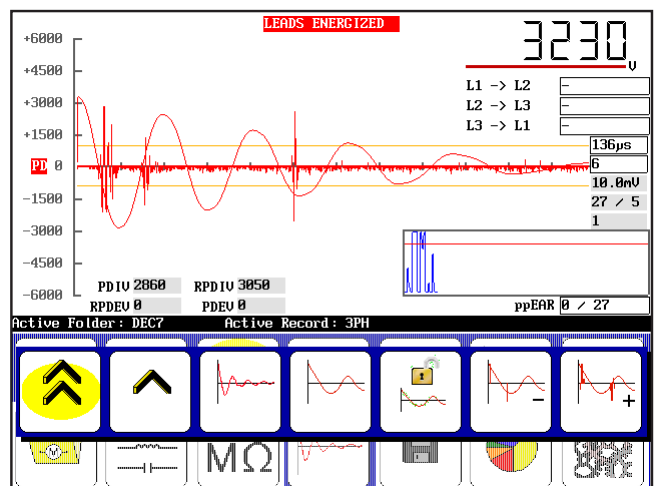 LEADS ENERGIZED
3230 V
+6000
+4500
+3000
+1500
PD 0
-1500
-3000
-4500
-6000
L1 -> L2 -
L2 -> L3 -
L3 -> L1 -
136µs
6
10.0mV
27 / 5
1
PDIV 2860 RPDIV 3050
RPDEV 0 PDEV 0
ppEAR 0 / 27
Active Folder: DEC7 Active Record: 3PH
- +
V
MΩ